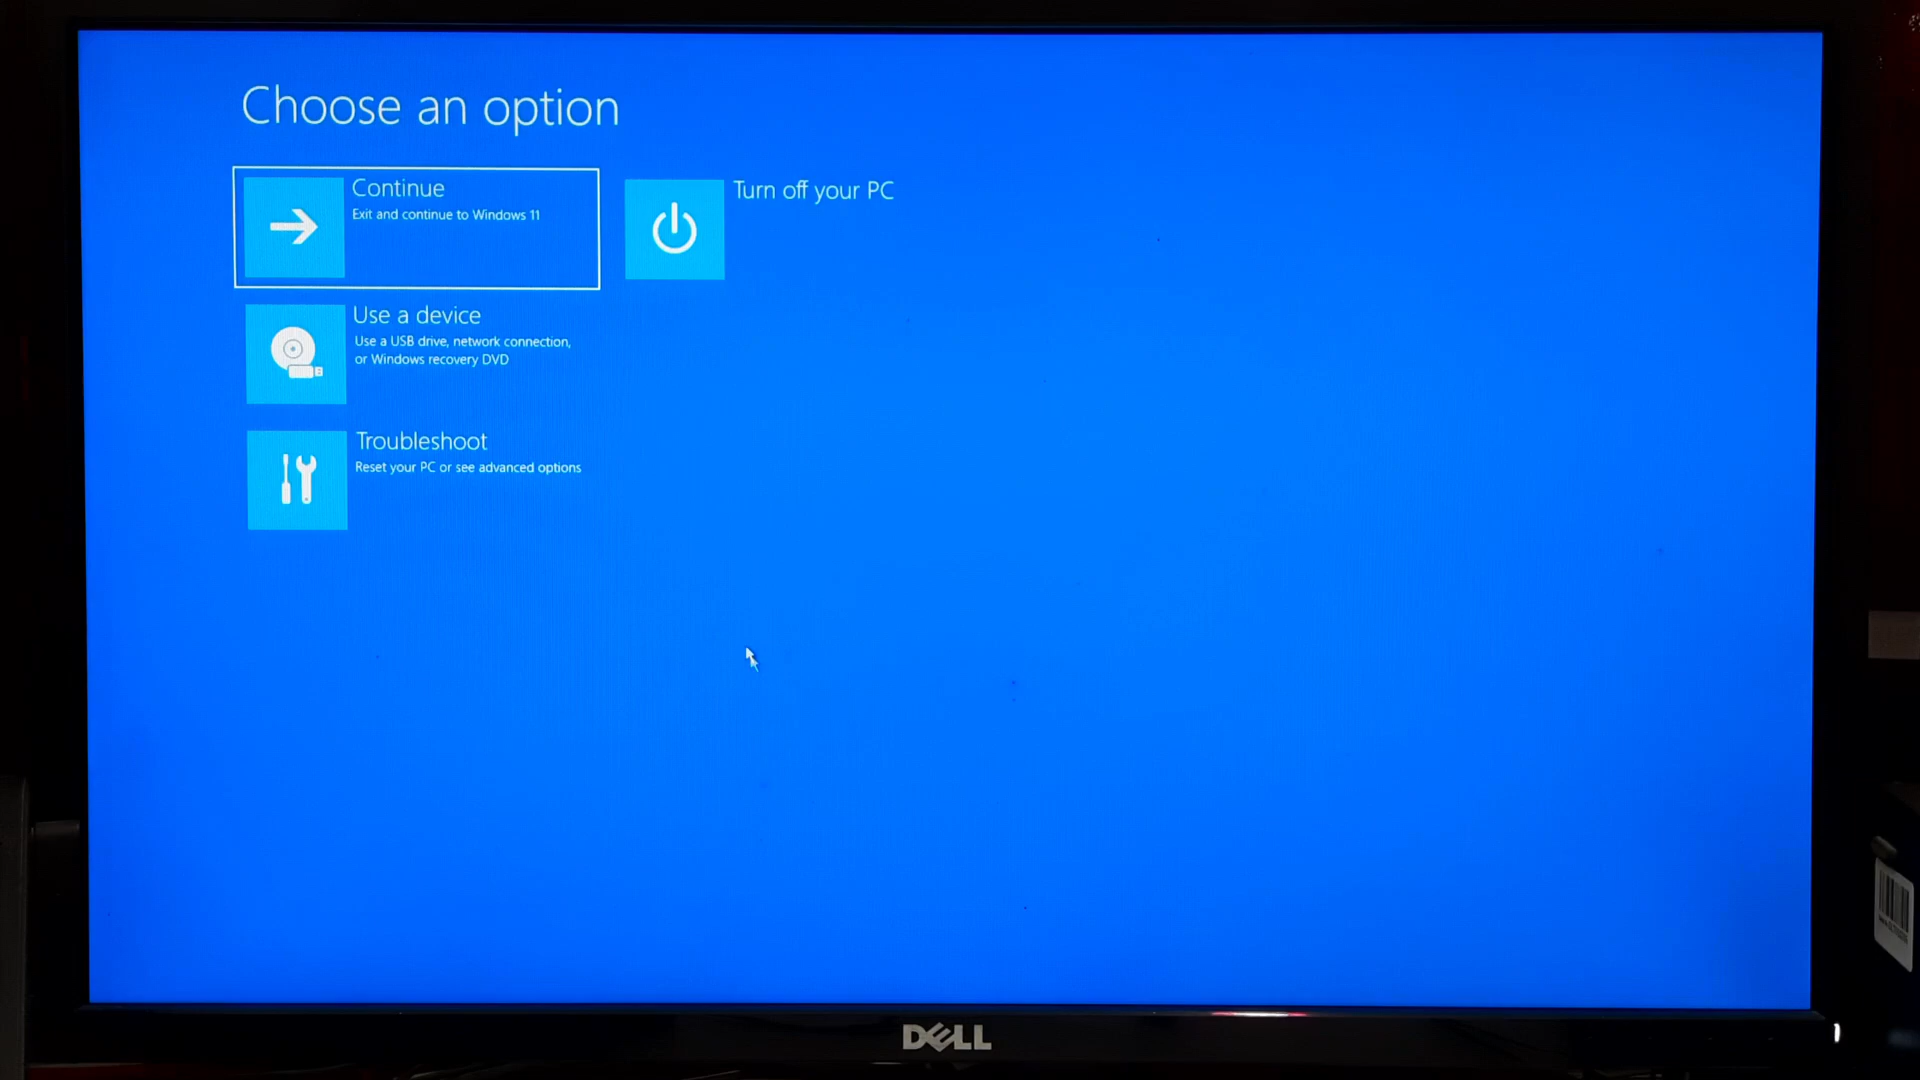 Choose an option
Continue
Exit and continue to Windows 11
Turn off your PC
Use a device
Use a USB drive, network connection,
or Windows recovery DVD
Troubleshoot
Reset your PC or see advanced options
DELL